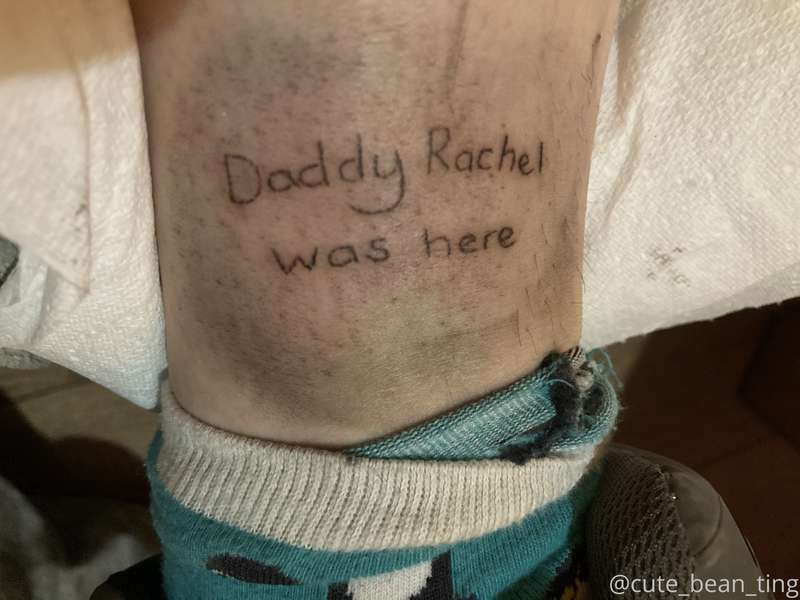 Daddy Rachel
was here
@cute_bean_ting